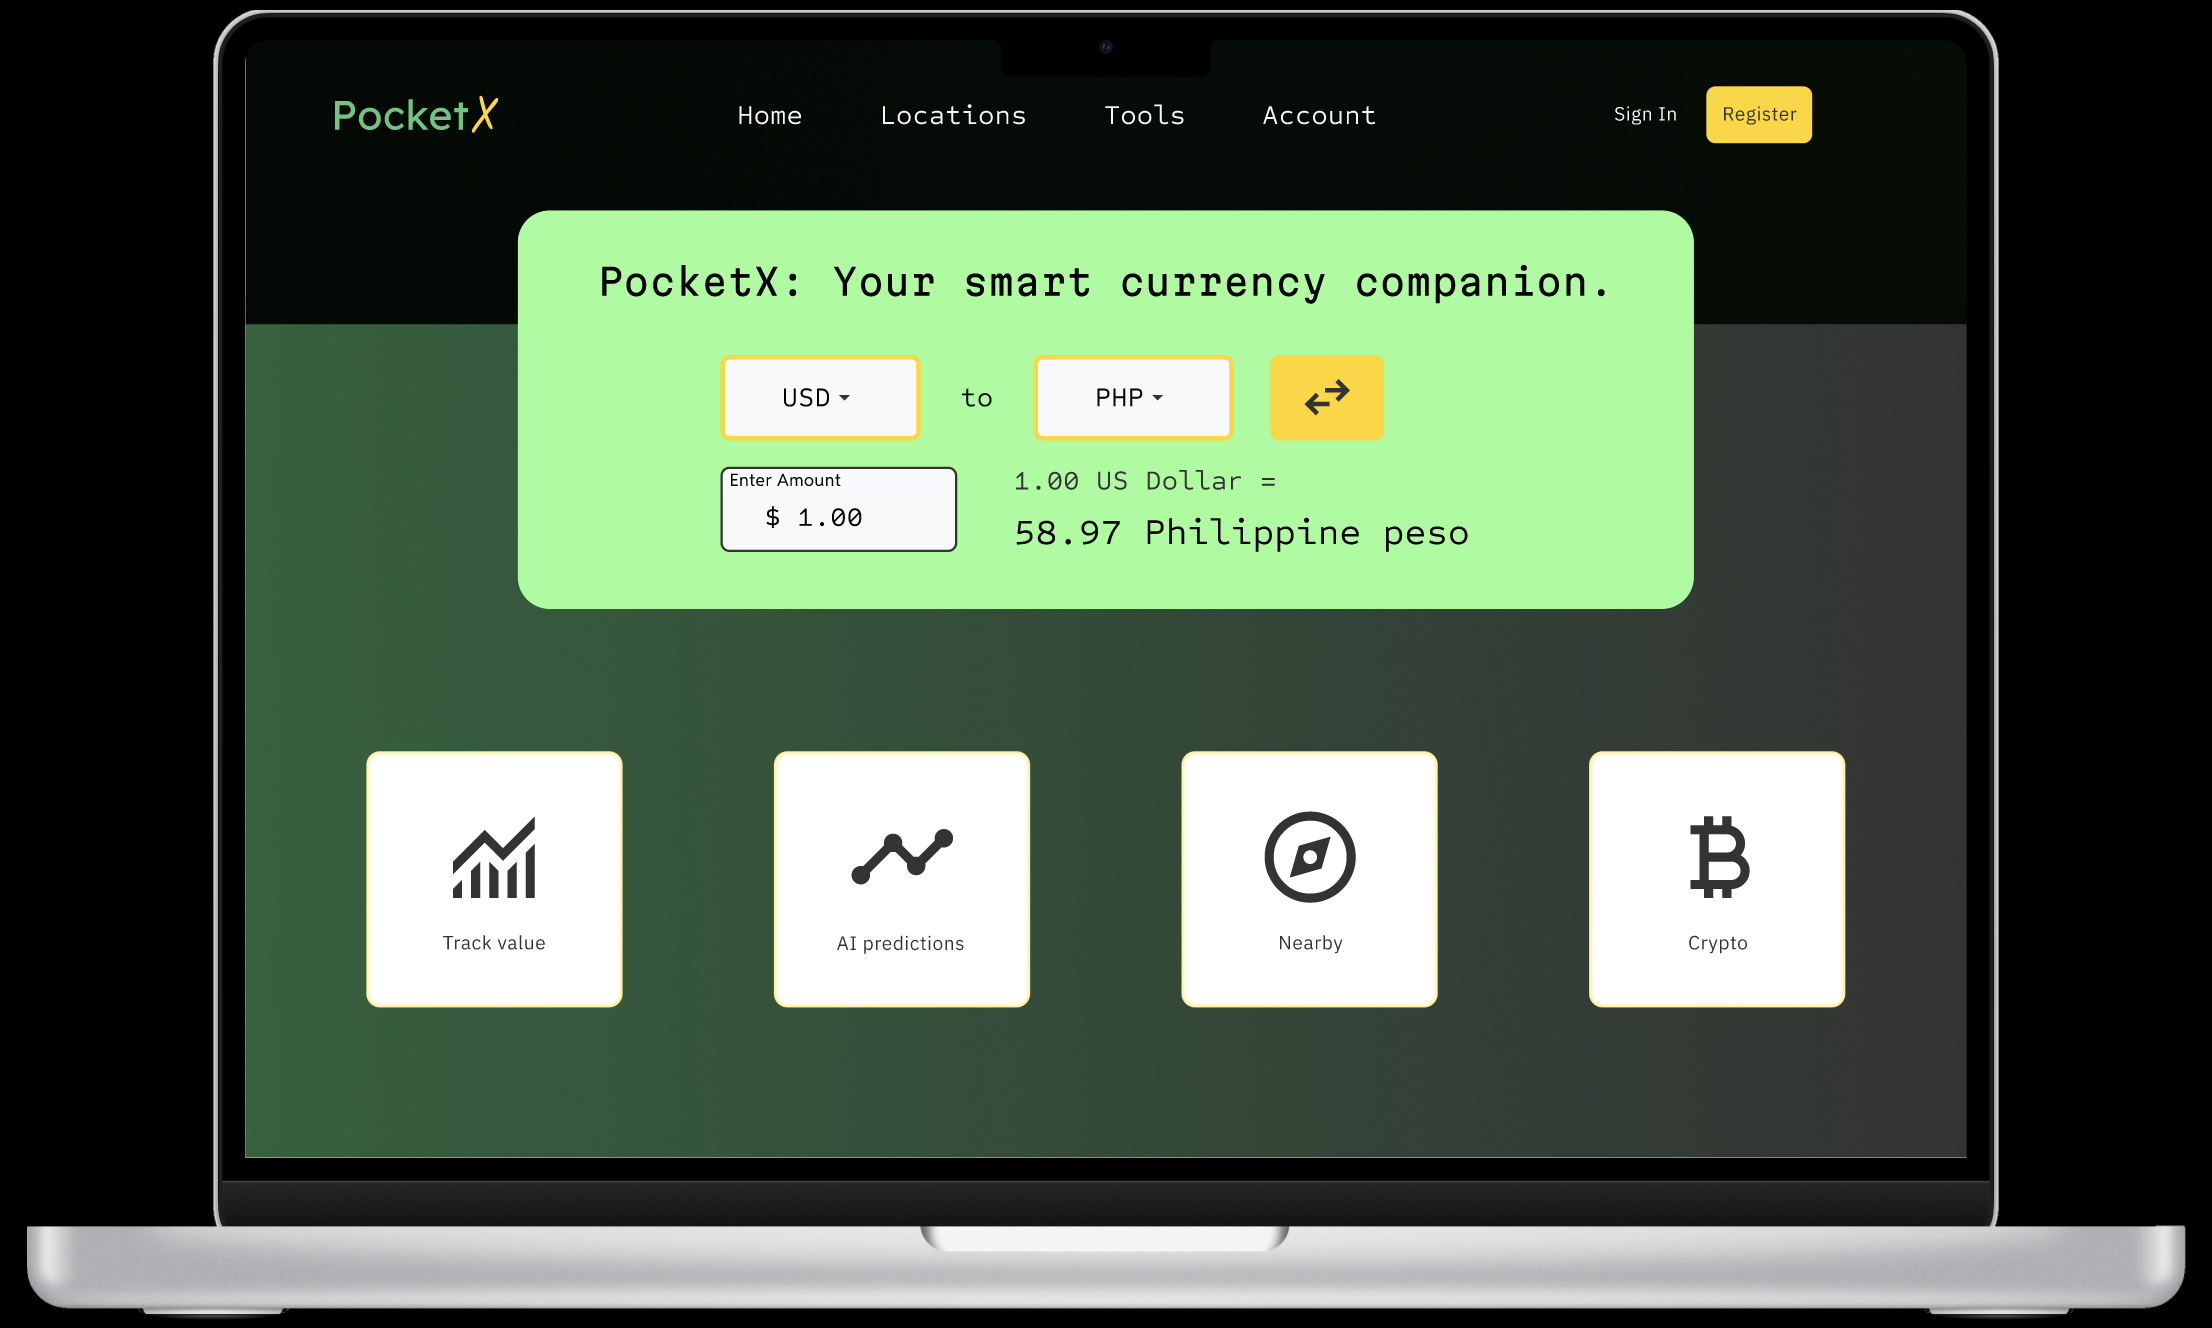 PocketX
Home Locations Tools Account
Sign In Register
PocketX: Your smart currency companion.
USD to PHP
Enter Amount
$ 1.00
1.00 US Dollar =
58.97 Philippine peso
Track value
AI predictions
Nearby
Crypto